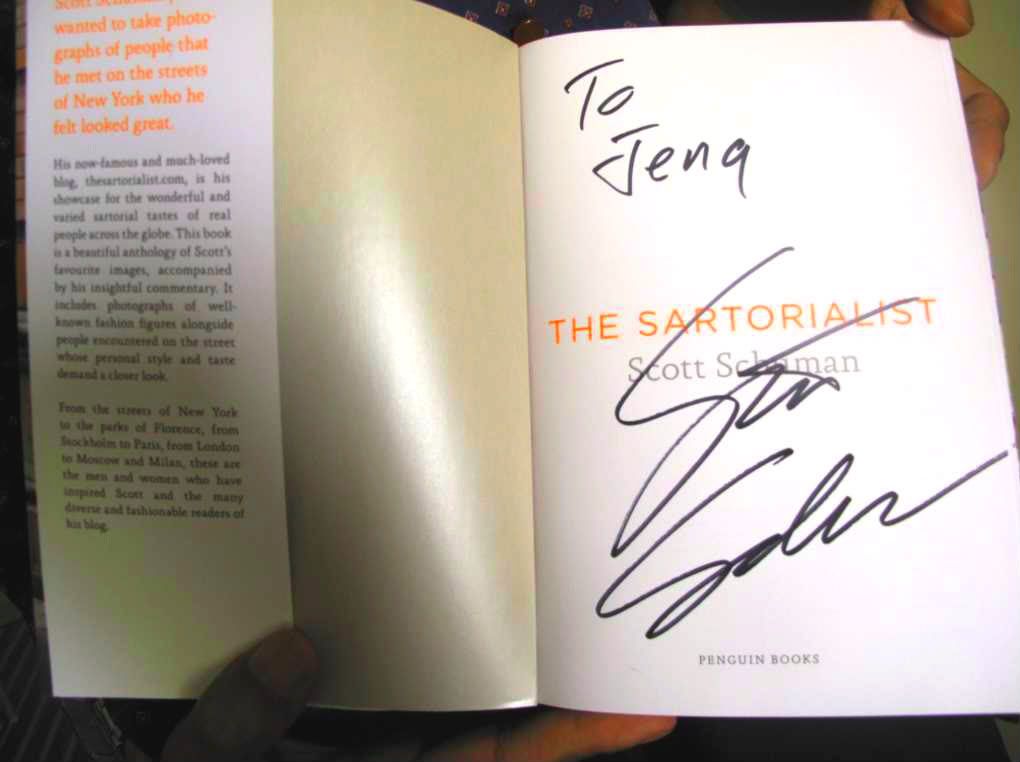 Scott Schuman
wanted to take photo-
graphs of people that
he met on the streets
of New York who he
felt looked great.
His now-famous and much-loved
blog, thesartorialist.com, is his
showcase for the wonderful and
varied sartorial tastes of real
people across the globe. This book
is a beautiful anthology of Scott's
favourite images, accompanied
by his insightful commentary. It
includes photographs of well-
known fashion figures alongside
people encountered on the street
whose personal style and taste
demand a closer look.
From the streets of New York
to the parks of Florence, from
Stockholm to Paris, from London
to Moscow and Milan, these are
the men and women who have
inspired Scott and the many
diverse and fashionable readers of
his blog.
To
Jena
THE SARTORIALIST
Scott Schuman
PENGUIN BOOKS